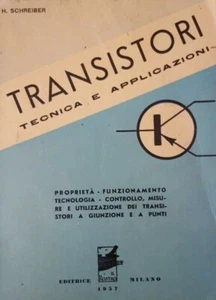 H. SCHREIBER
TRANSISTORI
TECNICA E APPLICAZIONI
PROPRIETÀ - FUNZIONAMENTO
TECNOLOGIA - CONTROLLO, MISU-
RE E UTILIZZAZIONE DEI TRANSI-
STORI A GIUNZIONE E A PUNTI
EDITRICE MILANO
1957